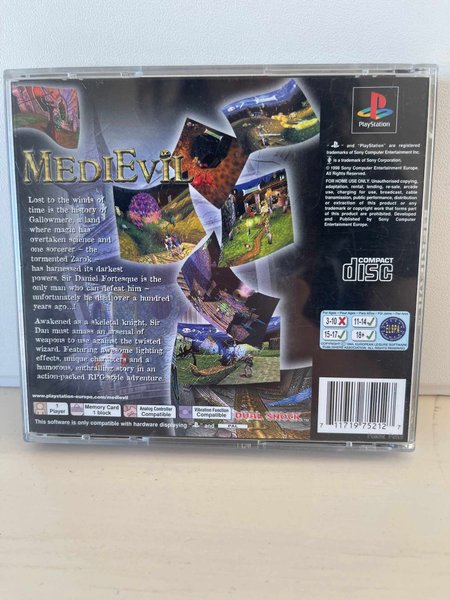 MEDIEVIL
Lost to the winds of
time is the history of
Gallowmere, a land
where magic has
overtaken science and
one sorcerer – the
tormented Zarok,
has harnessed its darkest
powers. Sir Daniel Fortesque is the
only man who can defeat him –
unfortunately he died over a hundred
years ago...!
Awakened as a skeletal knight, Sir
Dan must amass an arsenal of
weapons to use against the twisted
wizard. Featuring awesome lighting
effects, unique characters and a
humorous, enthralling story in an
action-packed RPG-style adventure.
www.playstation-europe.com/medievil
1
Player
Memory Card
1 block
Analog Controller
Compatible
Vibration Function
Compatible
DUAL SHOCK
This software is only compatible with hardware displaying and PAL
PlayStation
and "PlayStation" are registered
trademarks of Sony Computer Entertainment Inc.
is a trademark of Sony Corporation.
© 1998 Sony Computer Entertainment Europe.
All Rights Reserved.
FOR HOME USE ONLY. Unauthorised copying,
adaptation, rental, lending, re-sale, arcade
use, charging for use, broadcast, cable
transmission, public performance, distribution
or extraction of this product or any
trademark or copyright work that forms part
of this product are prohibited. Developed
and Published by Sony Computer
Entertainment Europe.
COMPACT
disc
3-10
11-14
15-17
18+
ELSPA
7 11719 75212 7